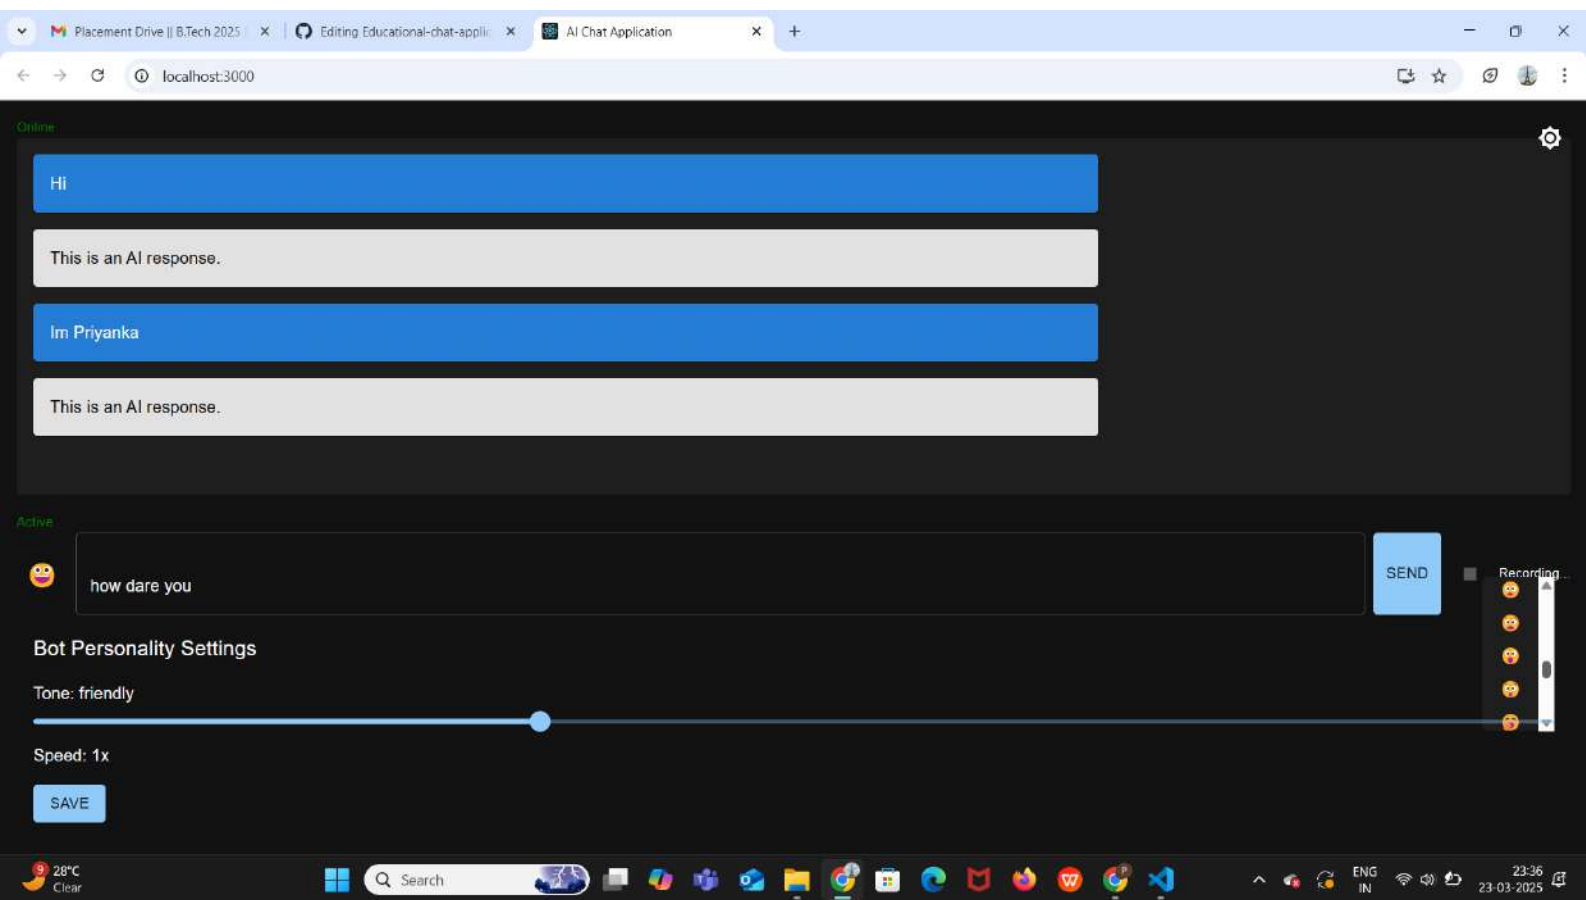 Placement Drive || B.Tech 2025
Editing Educational-chat-applic
AI Chat Application
localhost:3000
Online
Hi
This is an AI response.
Im Priyanka
This is an AI response.
Active
how dare you
SEND
Recording...
Bot Personality Settings
Tone: friendly
Speed: 1x
SAVE
9
28°C
Clear
Search
ENG
IN
23:36
23-03-2025